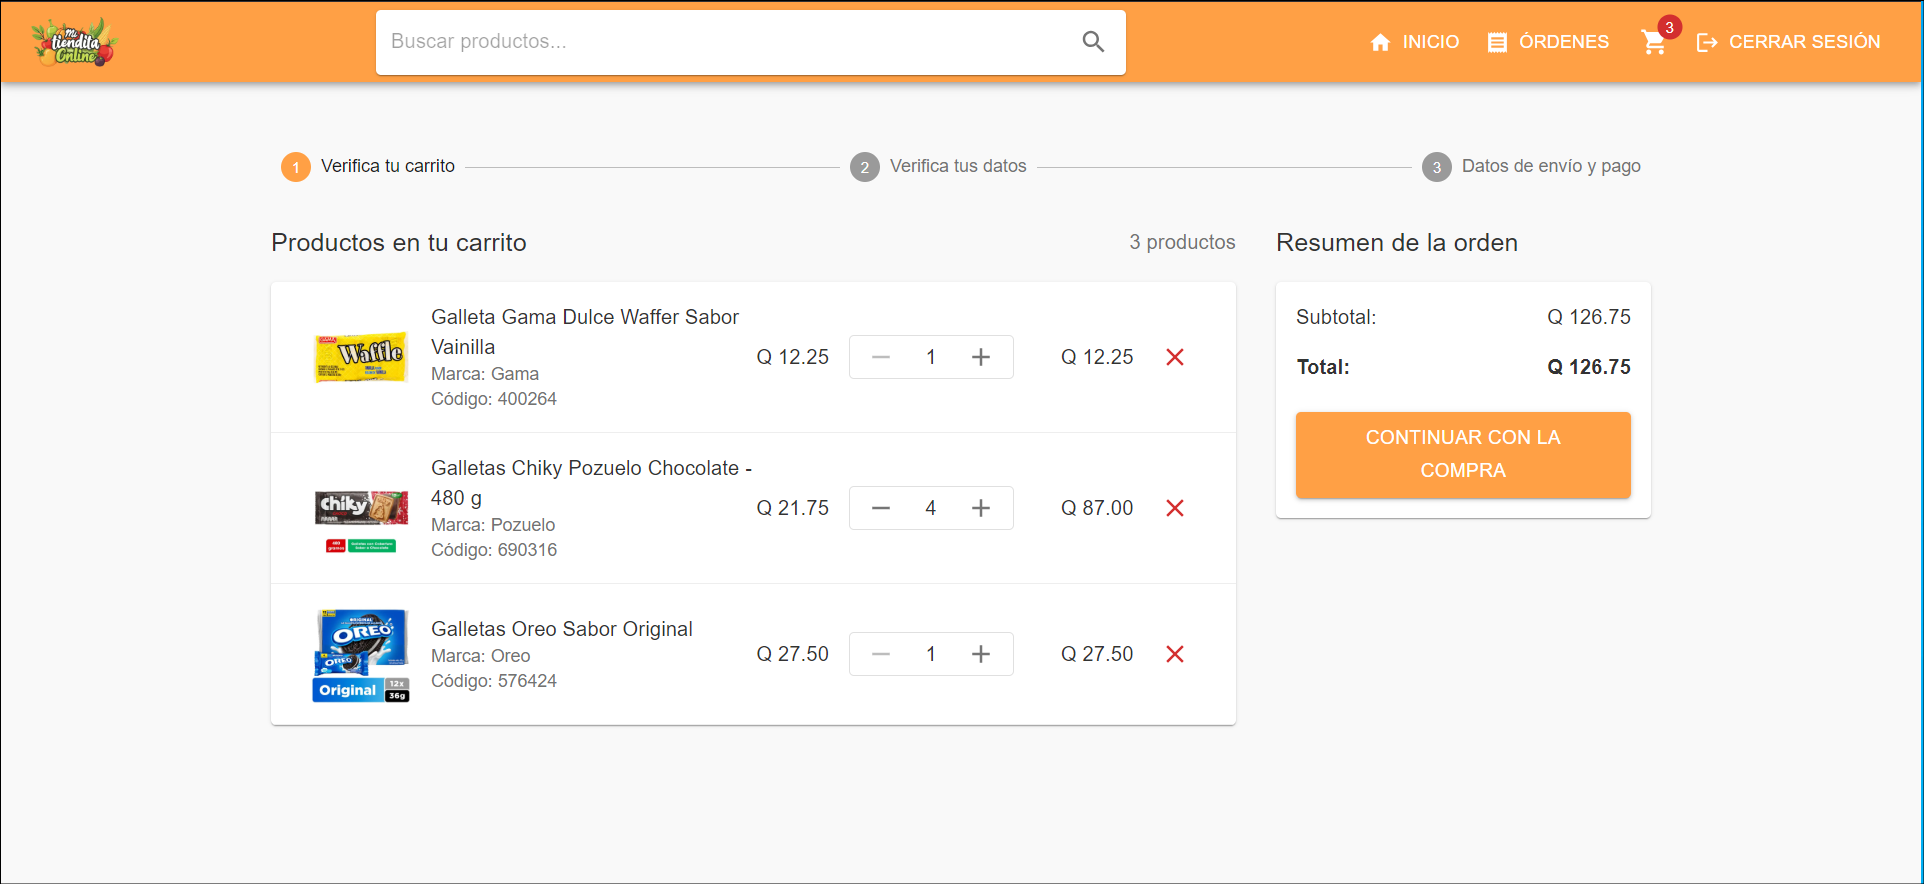 Mi
tiendita
Online
Buscar productos...
INICIO
ÓRDENES
3
CERRAR SESIÓN
1 Verifica tu carrito
2 Verifica tus datos
3 Datos de envío y pago
Productos en tu carrito
3 productos
Galleta Gama Dulce Waffer Sabor
Vainilla
Marca: Gama
Código: 400264
Waffle
Q 12.25
1
Q 12.25
Galletas Chiky Pozuelo Chocolate -
480 g
Marca: Pozuelo
Código: 690316
chiky
Q 21.75
4
Q 87.00
Galletas Oreo Sabor Original
Marca: Oreo
Código: 576424
OREO
OREO
Original
12x
36g
Q 27.50
1
Q 27.50
Resumen de la orden
Subtotal: Q 126.75
Total: Q 126.75
CONTINUAR CON LA
COMPRA